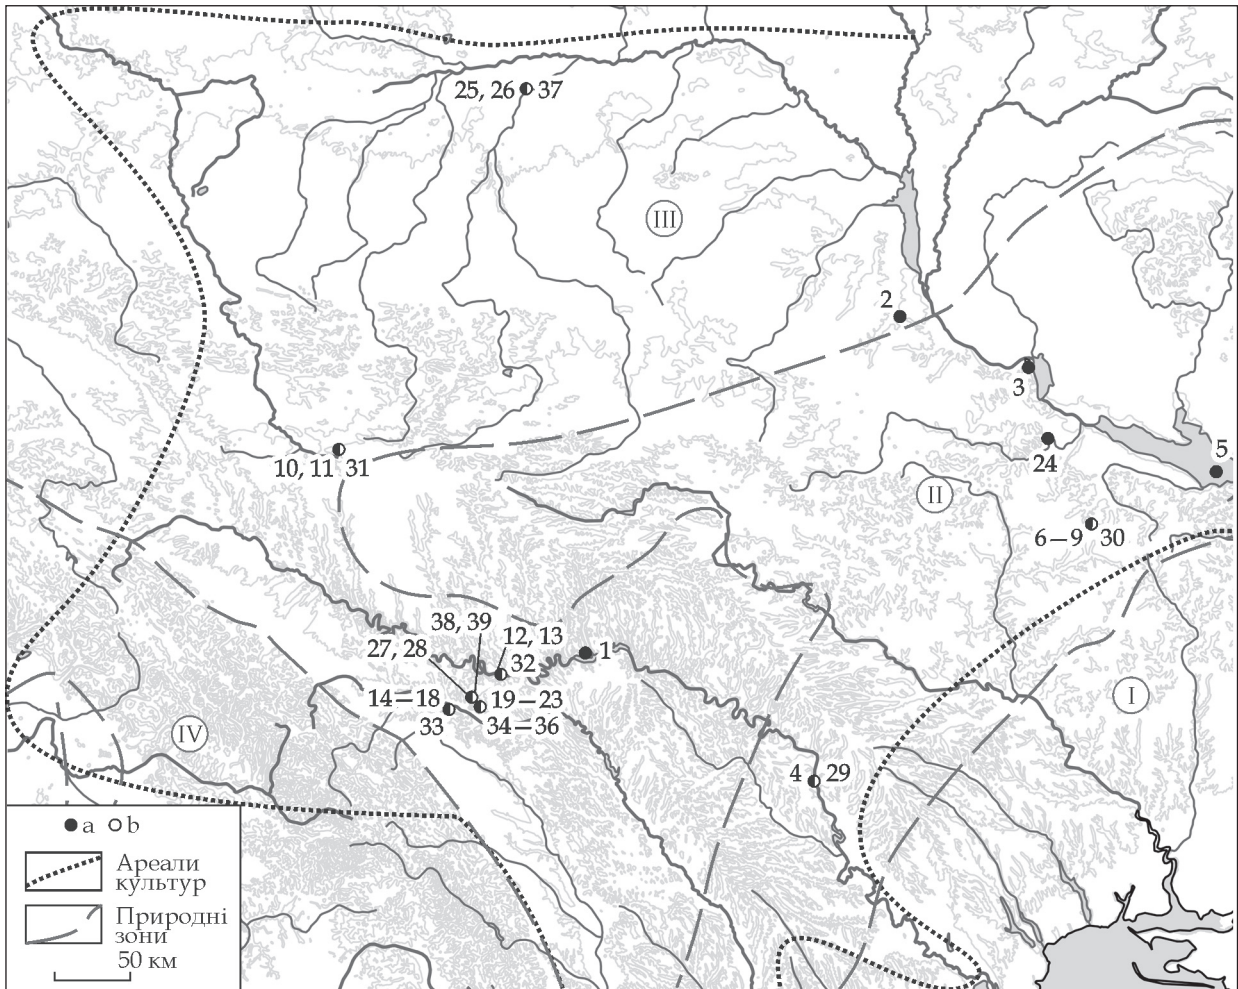 25, 26 37
III
2
3
24
5
II
6—9 30
10, 11 31
38, 39
12, 13
27, 28
32
1
14—18
19—23
33
34—36
IV
I
4 29
a b
Ареали
культур
Природні
зони
50 км